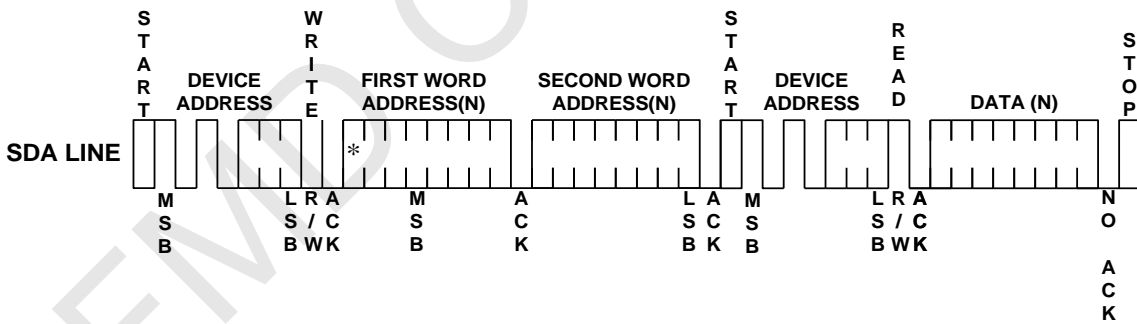 START
WRITE
START
READ
STOP
DEVICE
ADDRESS
FIRST WORD
ADDRESS(N)
SECOND WORD
ADDRESS(N)
DEVICE
ADDRESS
DATA (N)
SDA LINE
*
MSB
LSB
R/W
ACK
MSB
ACK
LSB
ACK
MSB
LSB
R/W
ACK
NO ACK